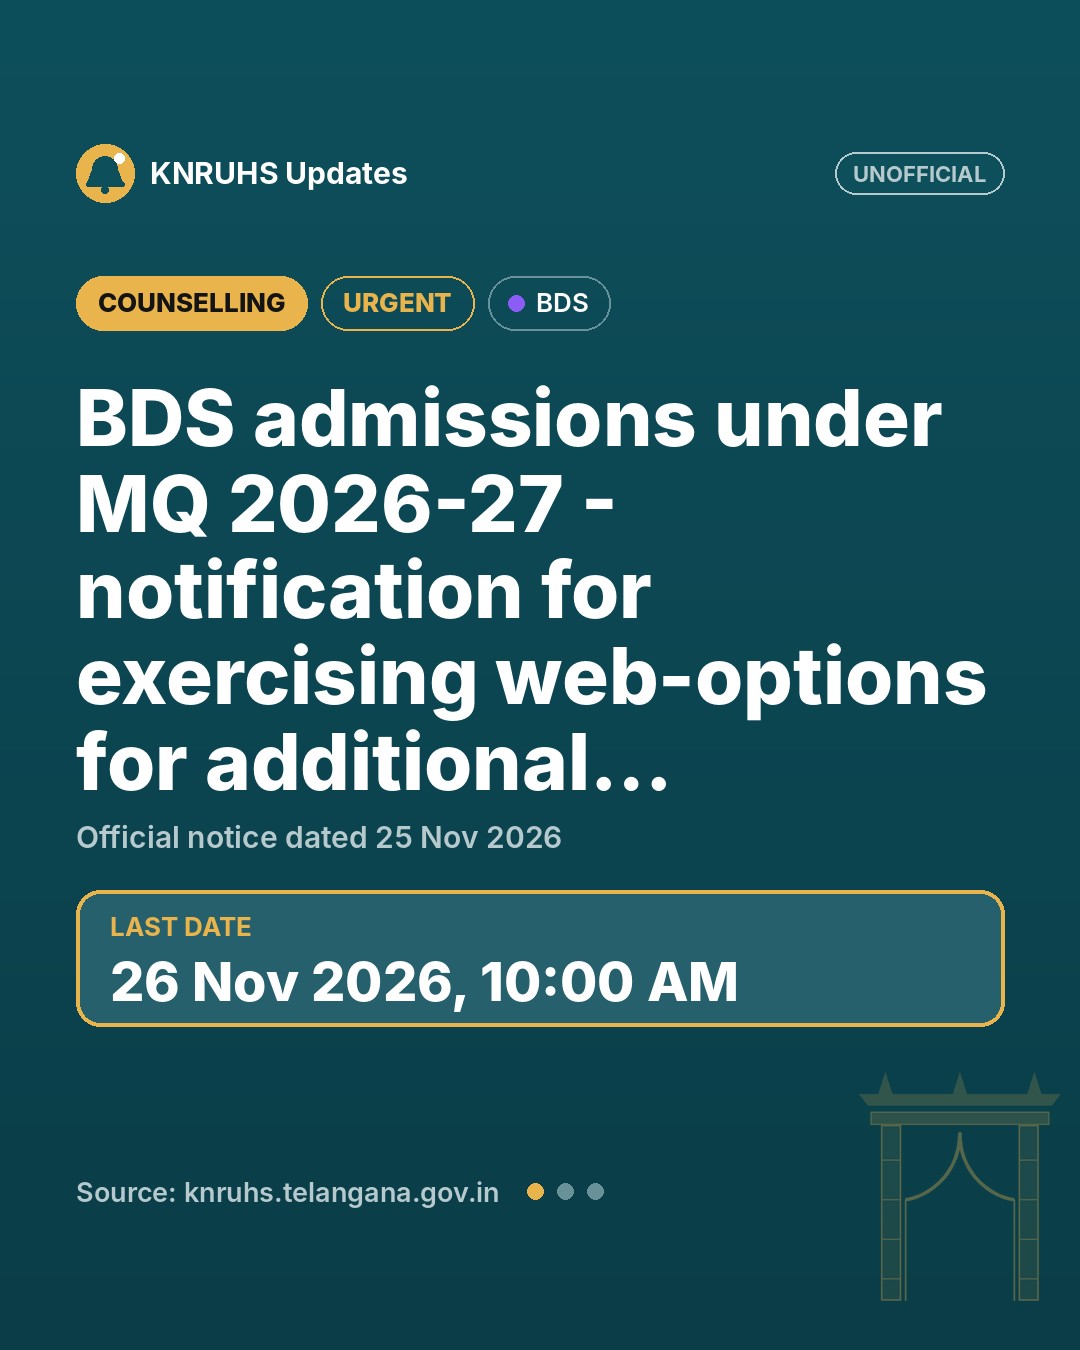 KNRUHS Updates
UNOFFICIAL
COUNSELLING
URGENT
BDS
BDS admissions under
MQ 2026-27 -
notification for
exercising web-options
for additional...
Official notice dated 25 Nov 2026
LAST DATE
26 Nov 2026, 10:00 AM
Source: knruhs.telangana.gov.in